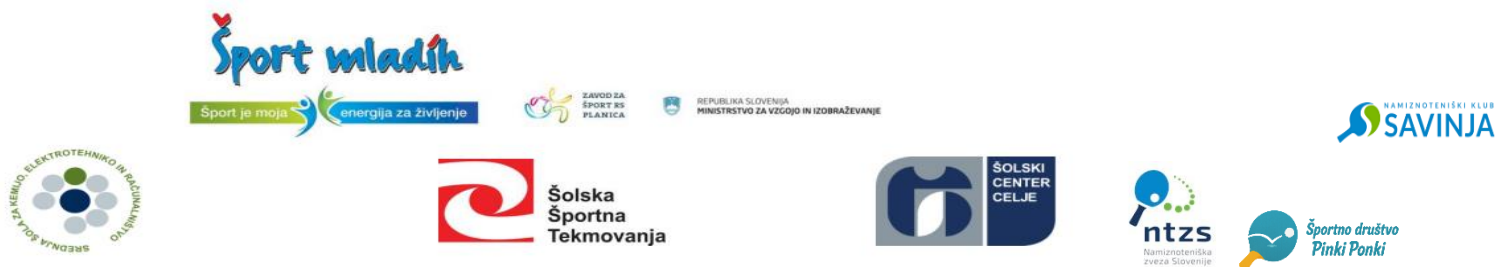 Šport mladih
Šport je moja energija za življenje
ZAVOD ZA
ŠPORT RS
PLANICA
REPUBLIKA SLOVENIJA
MINISTRSTVO ZA VZGOJO IN IZOBRAŽEVANJE
NAMIZNOTENIŠKI KLUB
SAVINJA
SREDNJA ŠOLA ZA KEMIJO, ELEKTROTEHNIKO IN RAČUNALNIŠTVO
Šolska
Športna
Tekmovanja
ŠOLSKI
CENTER
CELJE
ntzs
Namiznoteniška
zveza Slovenije
Športno društvo
Pinki Ponki